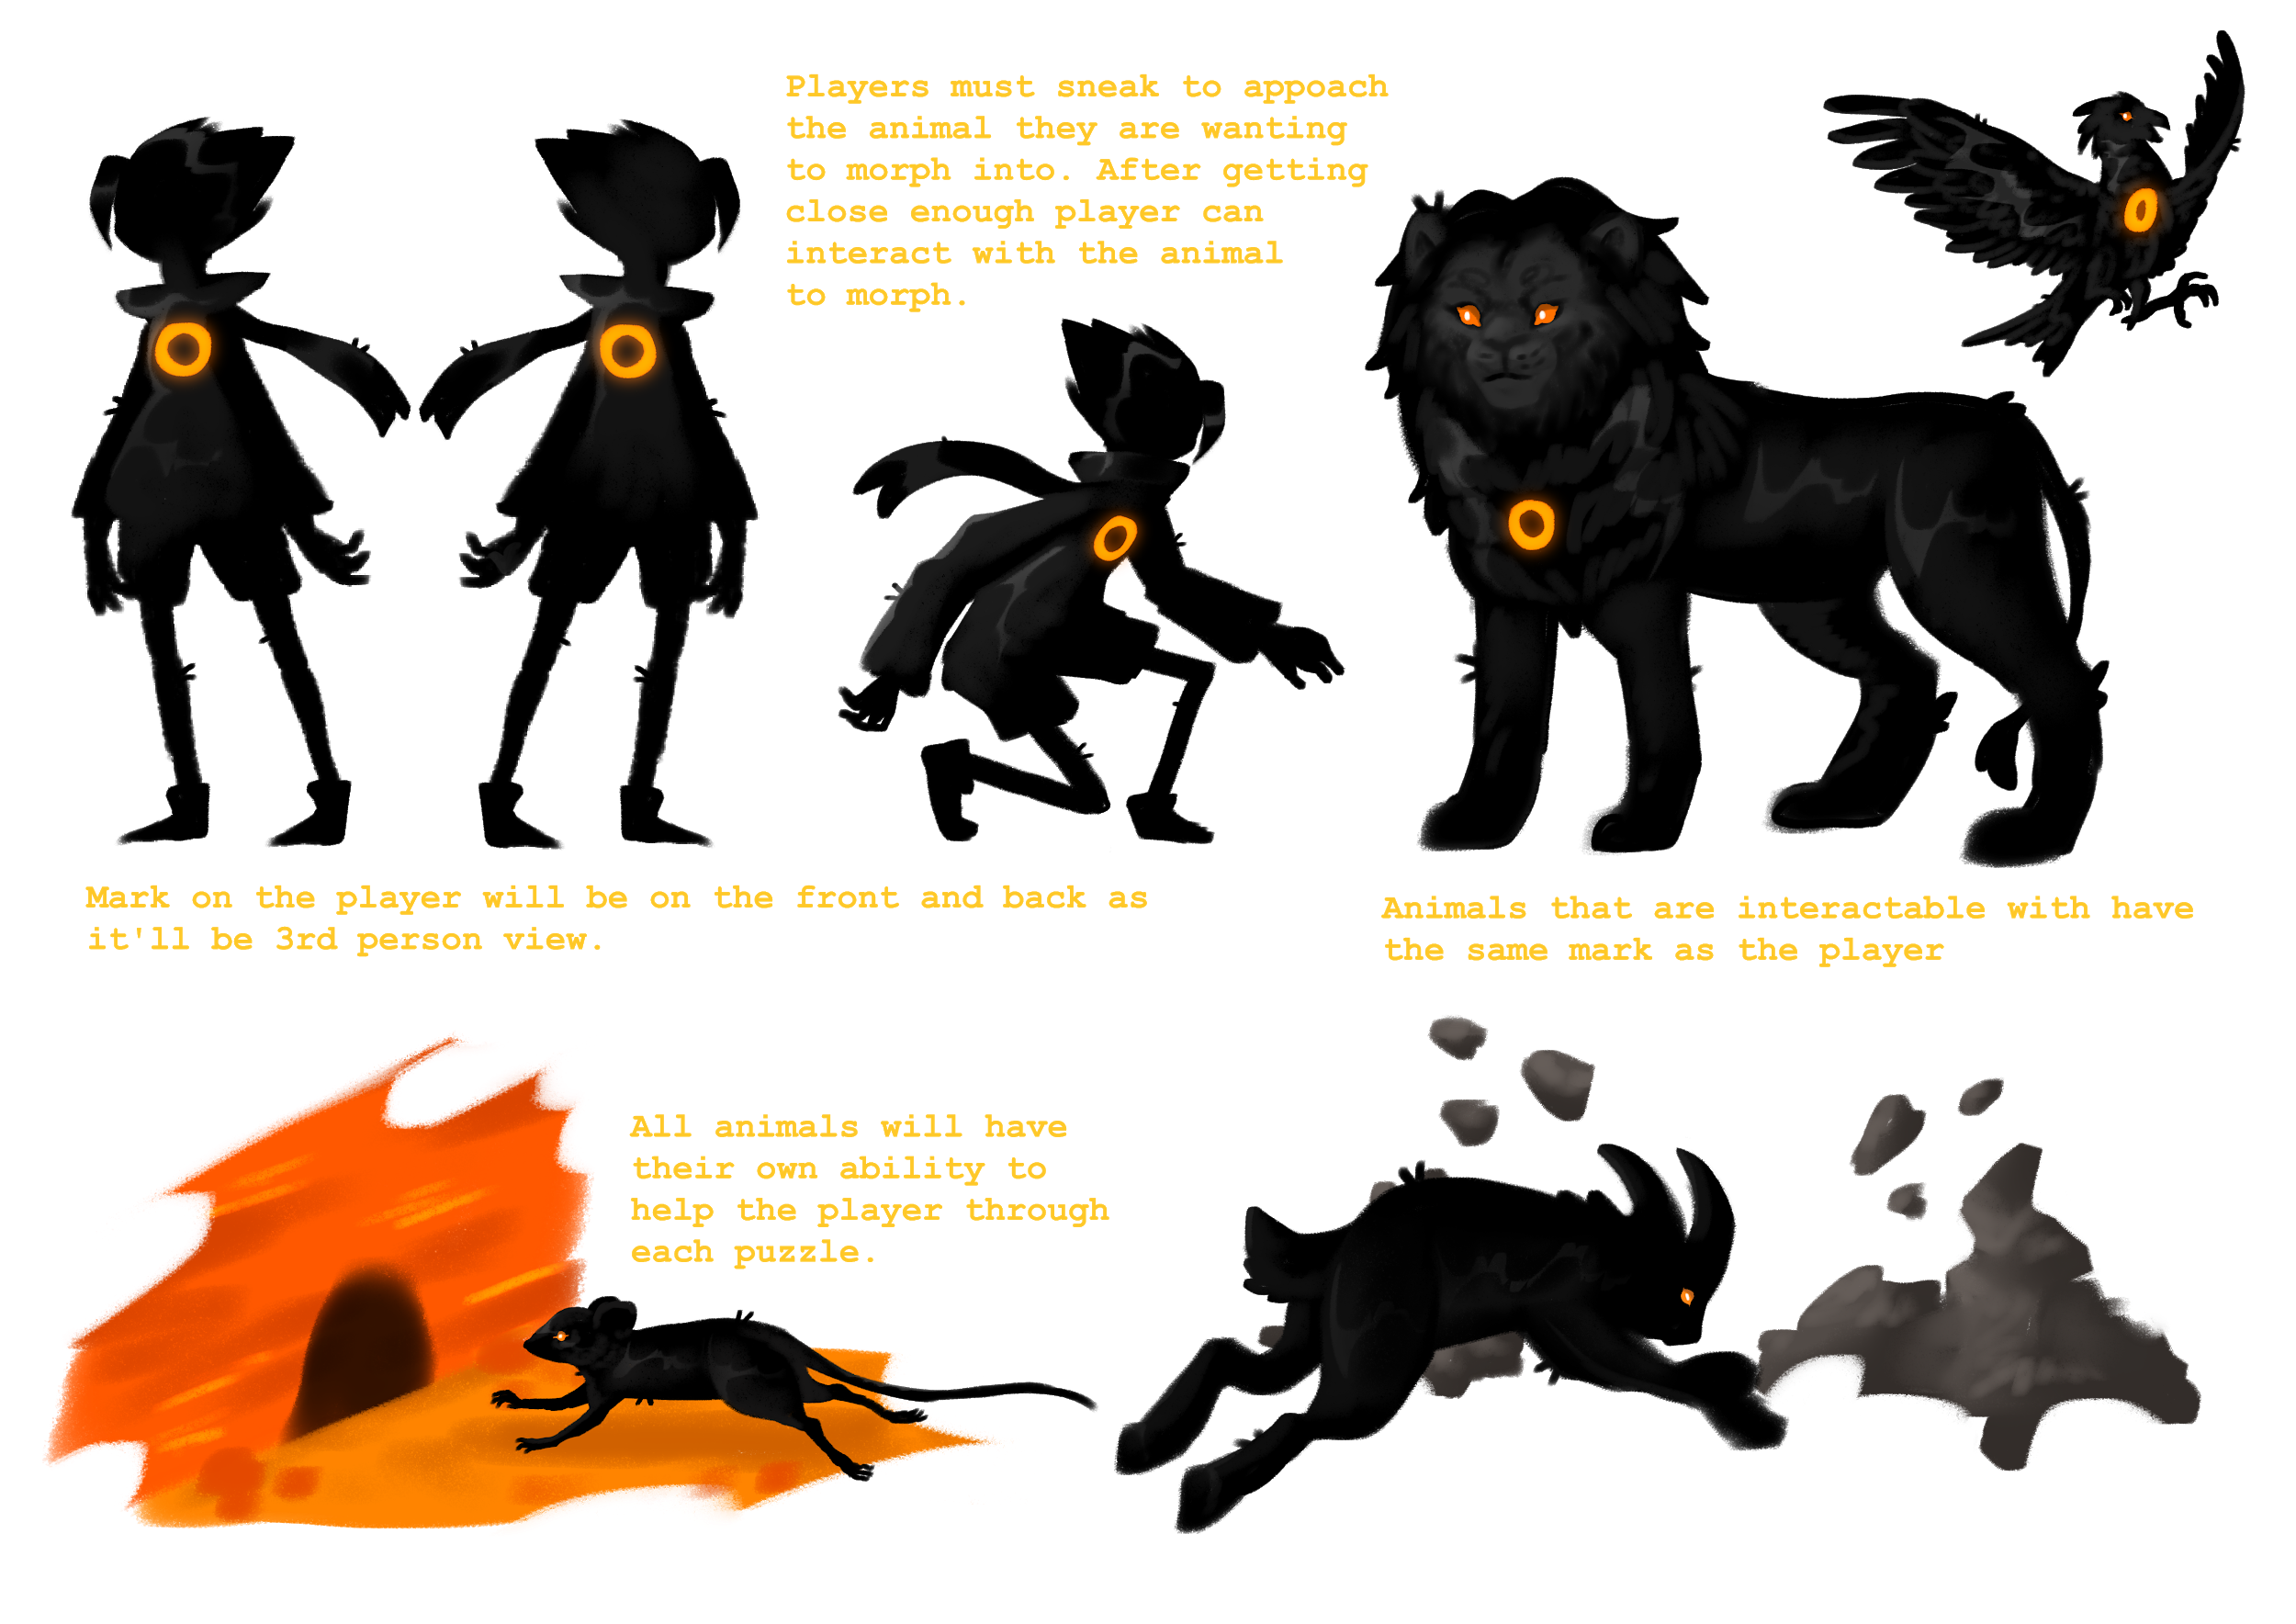 Players must sneak to appoach
the animal they are wanting
to morph into. After getting
close enough player can
interact with the animal
to morph.
Mark on the player will be on the front and back as
it'll be 3rd person view.
Animals that are interactable with have
the same mark as the player
All animals will have
their own ability to
help the player through
each puzzle.